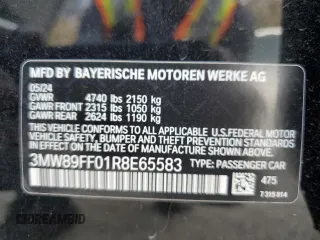 MFD BY BAYERISCHE MOTOREN WERKE AG
05/24
GVWR 4740 lbs 2150 kg
GAWR FRONT 2315 lbs 1050 kg
GAWR REAR 2624 lbs 1190 kg
THIS VEHICLE CONFORMS TO ALL APPLICABLE U.S. FEDERAL MOTOR
VEHICLE SAFETY, BUMPER AND THEFT PREVENTION STANDARDS
IN EFFECT ON THE DATE OF MANUFACTURE SHOWN ABOVE.
3MW89FF01R8E65583 TYPE: PASSENGER CAR
475
7 315 814